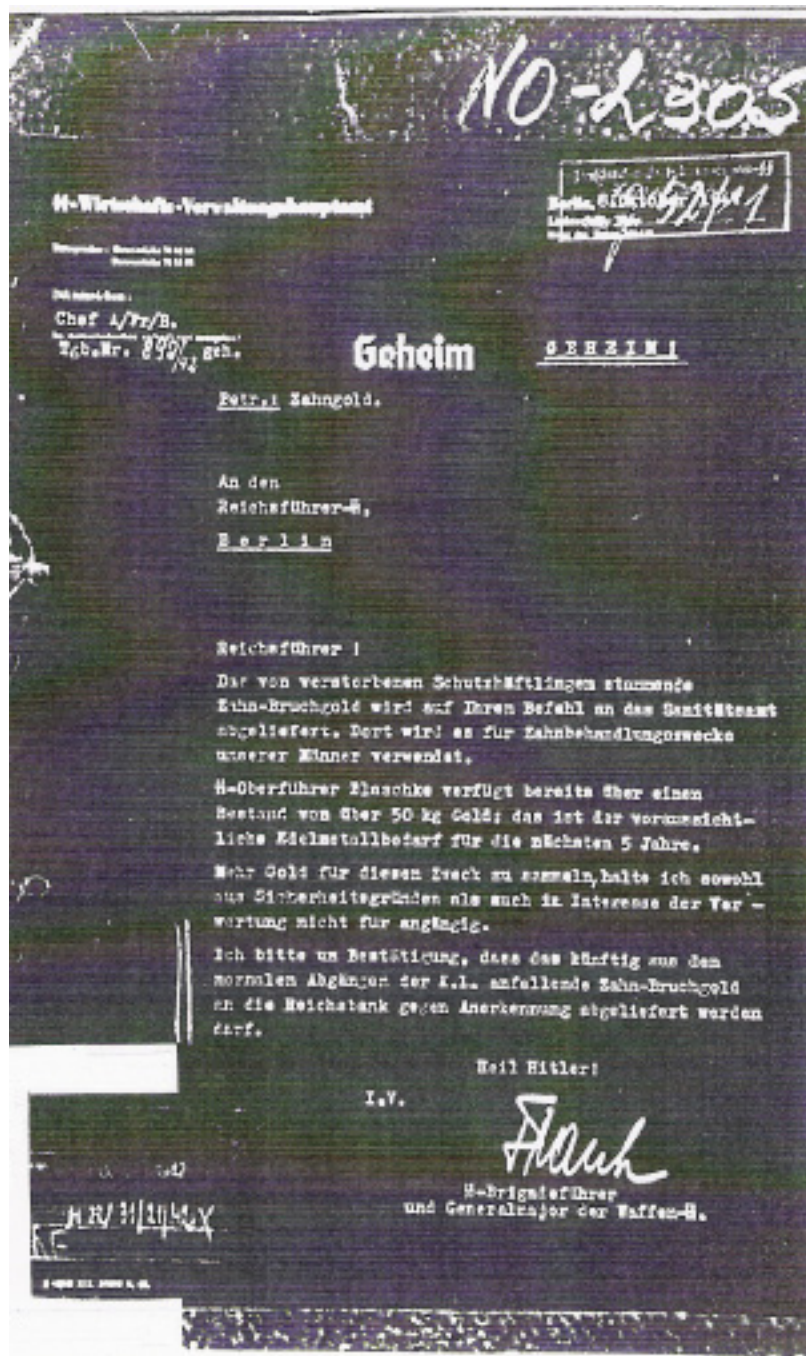 NO-2305
SS-Wirtschafts-Verwaltungshauptamt
Chef A/Fr/B.
Tgb.Nr. geh.
Geheim
GEHEIM!
Betr.: Zahngold.
An den
Reichsführer-SS,
Berlin
Reichsführer !
Das von verstorbenen Schutzhäftlingen stammende
Zahn-Bruchgold wird auf Ihren Befehl an das Sanitätsamt
abgeliefert. Dort wird es für Zahnbehandlungszwecke
unserer Männer verwendet.
SS-Oberführer Blaschke verfügt bereits über einen
Bestand von über 50 kg Gold; das ist der voraussicht-
liche Edelmetallbedarf für die nächsten 5 Jahre.
Mehr Gold für diesen Zweck zu sammeln, halte ich sowohl
aus Sicherheitsgründen als auch im Interesse der Ver-
wertung nicht für angängig.
Ich bitte um Bestätigung, dass das künftig aus den
normalen Abgängen der K.L. anfallende Zahn-Bruchgold
an die Reichsbank gegen Anerkennung abgeliefert werden
darf.
Heil Hitler!
I.V.
Frank
SS-Brigadeführer
und Generalmajor der Waffen-SS.